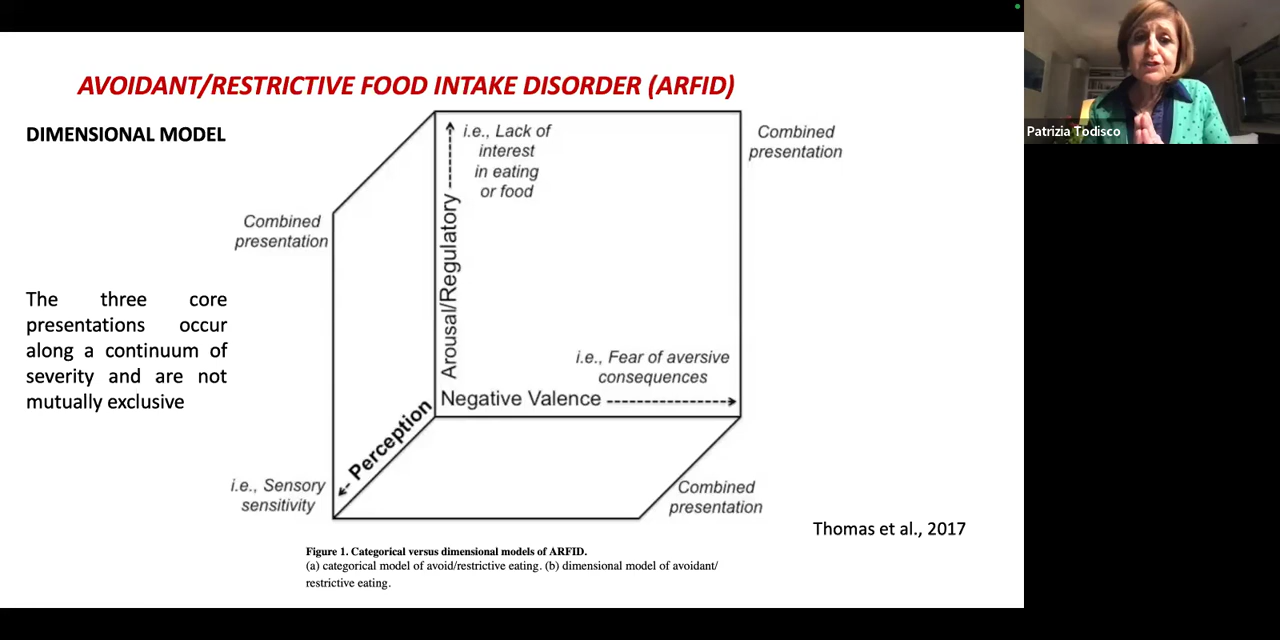 AVOIDANT/RESTRICTIVE FOOD INTAKE DISORDER (ARFID)
DIMENSIONAL MODEL
The three core
presentations occur
along a continuum of
severity and are not
mutually exclusive
Combined
presentation
i.e., Sensory
sensitivity
Perception
Arousal/Regulatory
i.e., Lack of
interest
in eating
or food
i.e., Fear of aversive
consequences
Negative Valence
Combined
presentation
Combined
presentation
Thomas et al., 2017
Figure 1. Categorical versus dimensional models of ARFID.
(a) categorical model of avoid/restrictive eating. (b) dimensional model of avoidant/
restrictive eating.
Patrizia Todisco